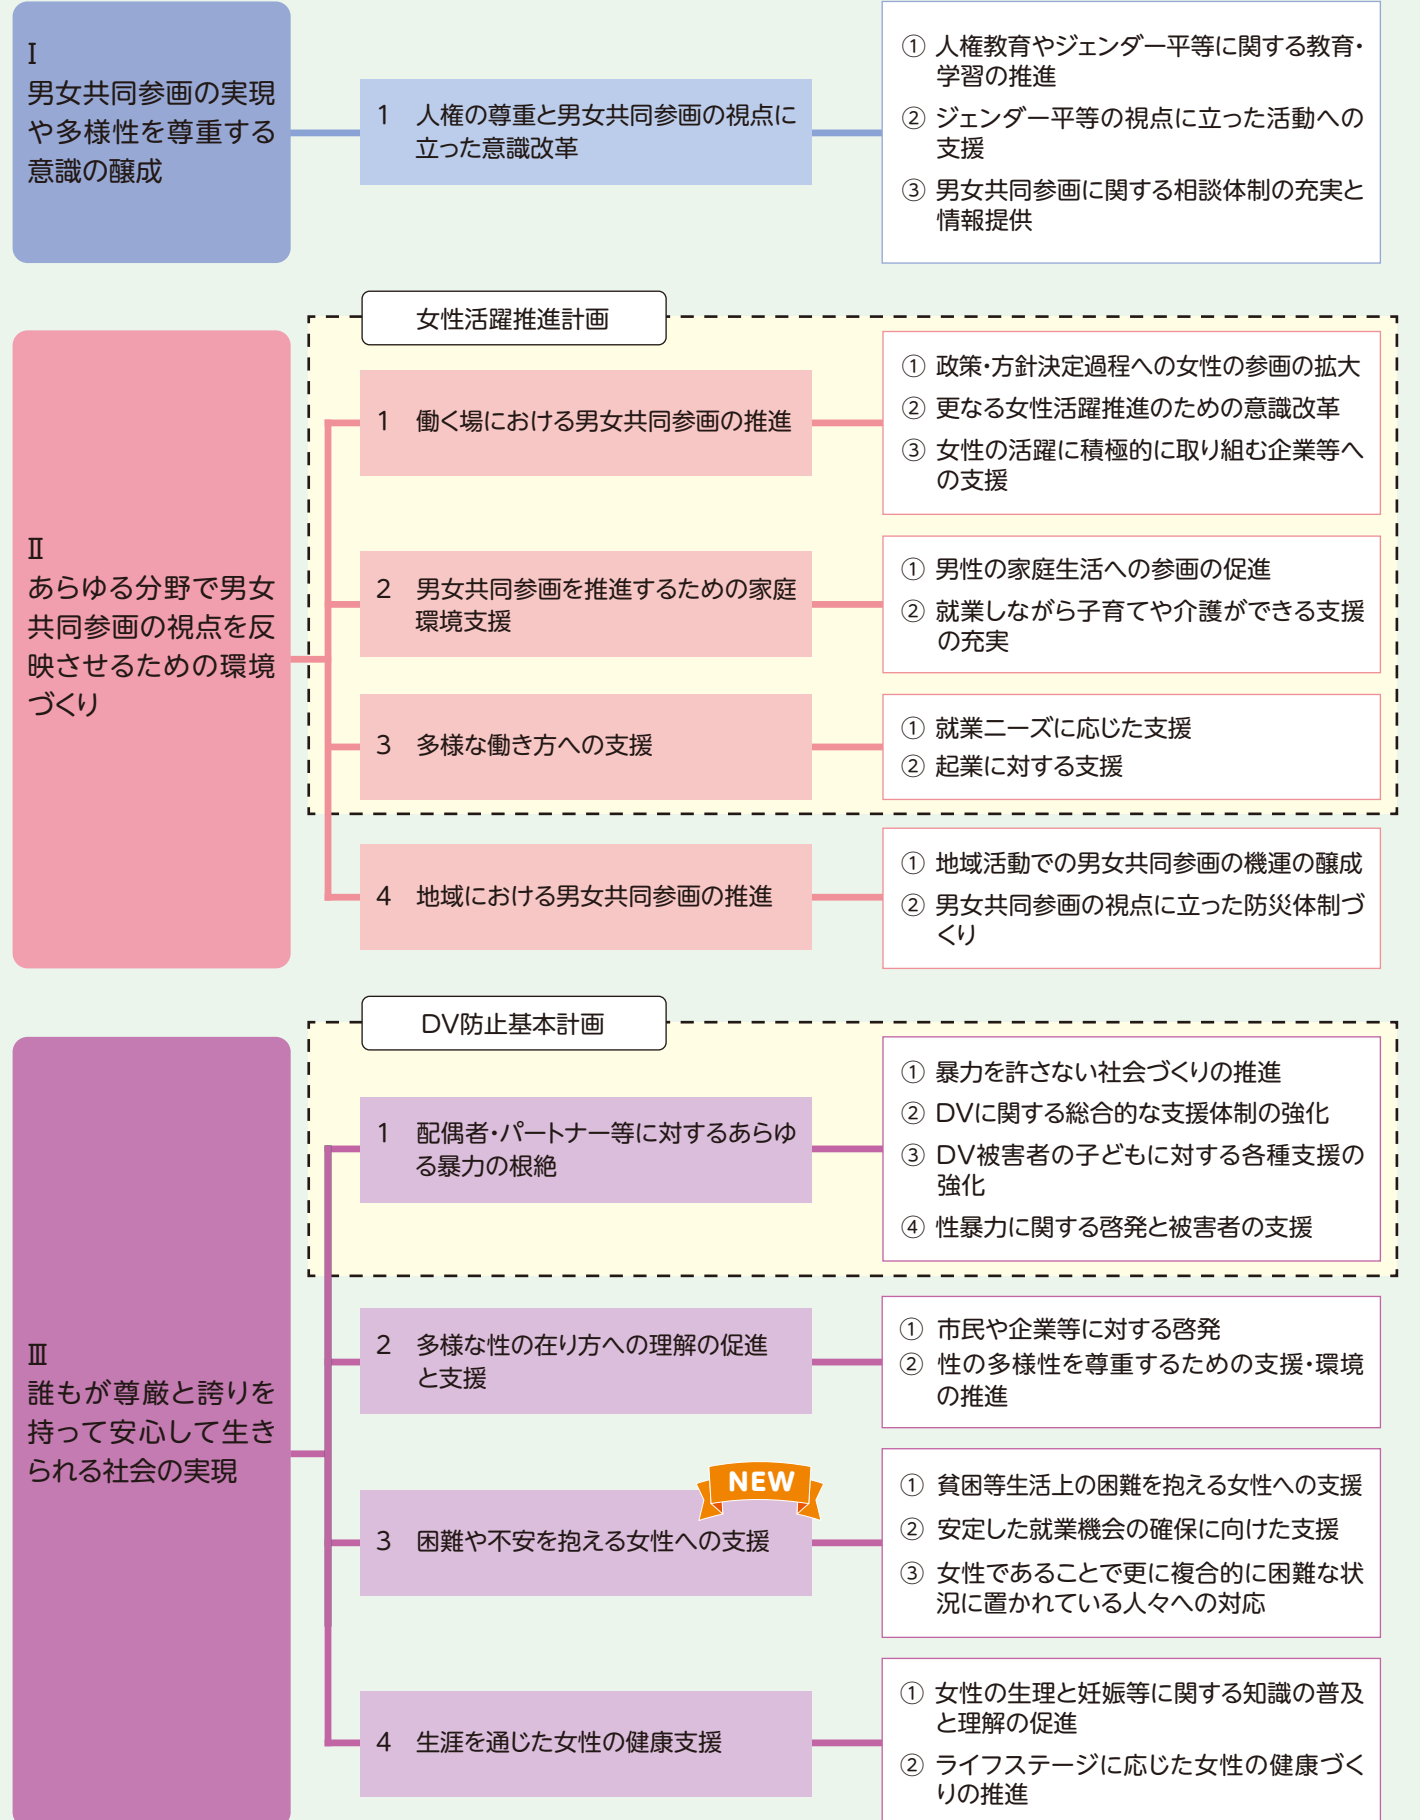 Ⅰ
男女共同参画の実現
や多様性を尊重する
意識の醸成
1 人権の尊重と男女共同参画の視点に
立った意識改革
① 人権教育やジェンダー平等に関する教育・
学習の推進
② ジェンダー平等の視点に立った活動への
支援
③ 男女共同参画に関する相談体制の充実と
情報提供
Ⅱ
あらゆる分野で男女
共同参画の視点を反
映させるための環境
づくり
女性活躍推進計画
1 働く場における男女共同参画の推進
① 政策・方針決定過程への女性の参画の拡大
② 更なる女性活躍推進のための意識改革
③ 女性の活躍に積極的に取り組む企業等へ
の支援
2 男女共同参画を推進するための家庭
環境支援
① 男性の家庭生活への参画の促進
② 就業しながら子育てや介護ができる支援
の充実
3 多様な働き方への支援
① 就業ニーズに応じた支援
② 起業に対する支援
4 地域における男女共同参画の推進
① 地域活動での男女共同参画の機運の醸成
② 男女共同参画の視点に立った防災体制づ
くり
Ⅲ
誰もが尊厳と誇りを
持って安心して生き
られる社会の実現
DV防止基本計画
1 配偶者・パートナー等に対するあらゆ
る暴力の根絶
① 暴力を許さない社会づくりの推進
② DVに関する総合的な支援体制の強化
③ DV被害者の子どもに対する各種支援の
強化
④ 性暴力に関する啓発と被害者の支援
2 多様な性の在り方への理解の促進
と支援
① 市民や企業等に対する啓発
② 性の多様性を尊重するための支援・環境
の推進
NEW
3 困難や不安を抱える女性への支援
① 貧困等生活上の困難を抱える女性への支援
② 安定した就業機会の確保に向けた支援
③ 女性であることで更に複合的に困難な状
況に置かれている人々への対応
4 生涯を通じた女性の健康支援
① 女性の生理と妊娠等に関する知識の普及
と理解の促進
② ライフステージに応じた女性の健康づく
りの推進